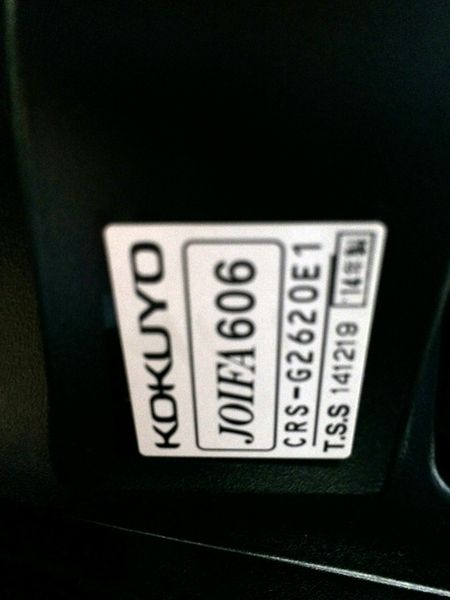 KOKUYO
JOIFA606
CRS-G2620E1
T.S.S 141219 '14年製